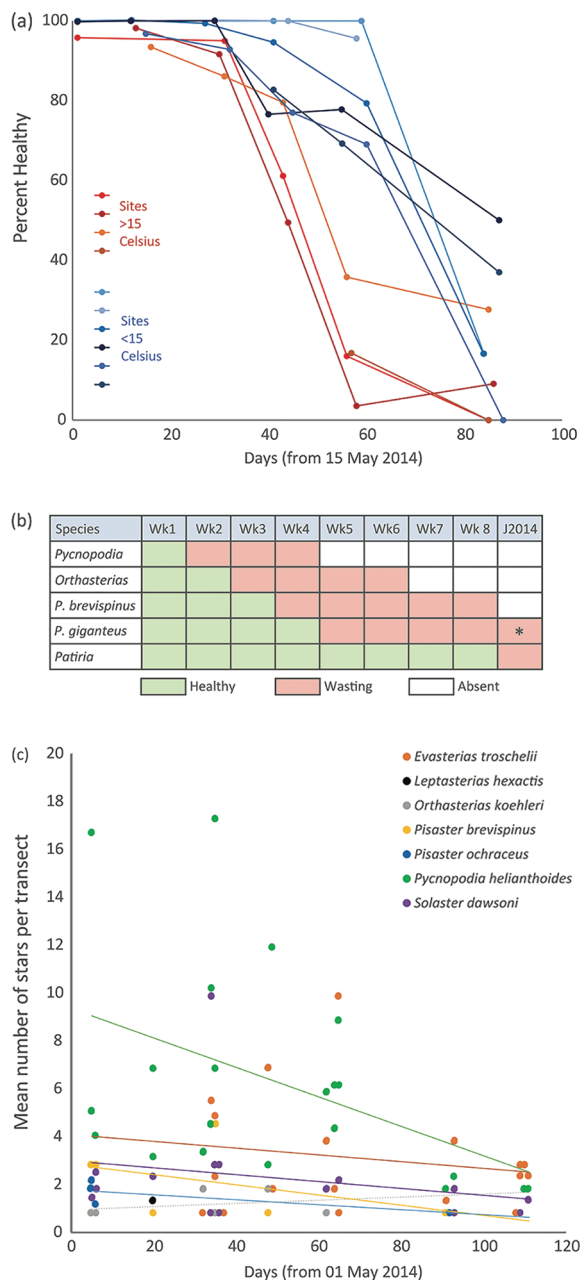 (a)
100
80
60
40
20
0
Percent Healthy
Sites
>15
Celsius
Sites
<15
Celsius
0 20 40 60 80 100
Days (from 15 May 2014)
(b)
Species Wk1 Wk2 Wk3 Wk4 Wk5 Wk6 Wk7 Wk 8 J2014
Pycnopodia
Orthasterias
P. brevispinus
P. giganteus *
Patiria
Healthy Wasting Absent
(c)
20
18
16
14
12
10
8
6
4
2
0
Mean number of stars per transect
Evasterias troschelii
Leptasterias hexactis
Orthasterias koehleri
Pisaster brevispinus
Pisaster ochraceus
Pycnopodia helianthoides
Solaster dawsoni
0 20 40 60 80 100 120
Days (from 01 May 2014)